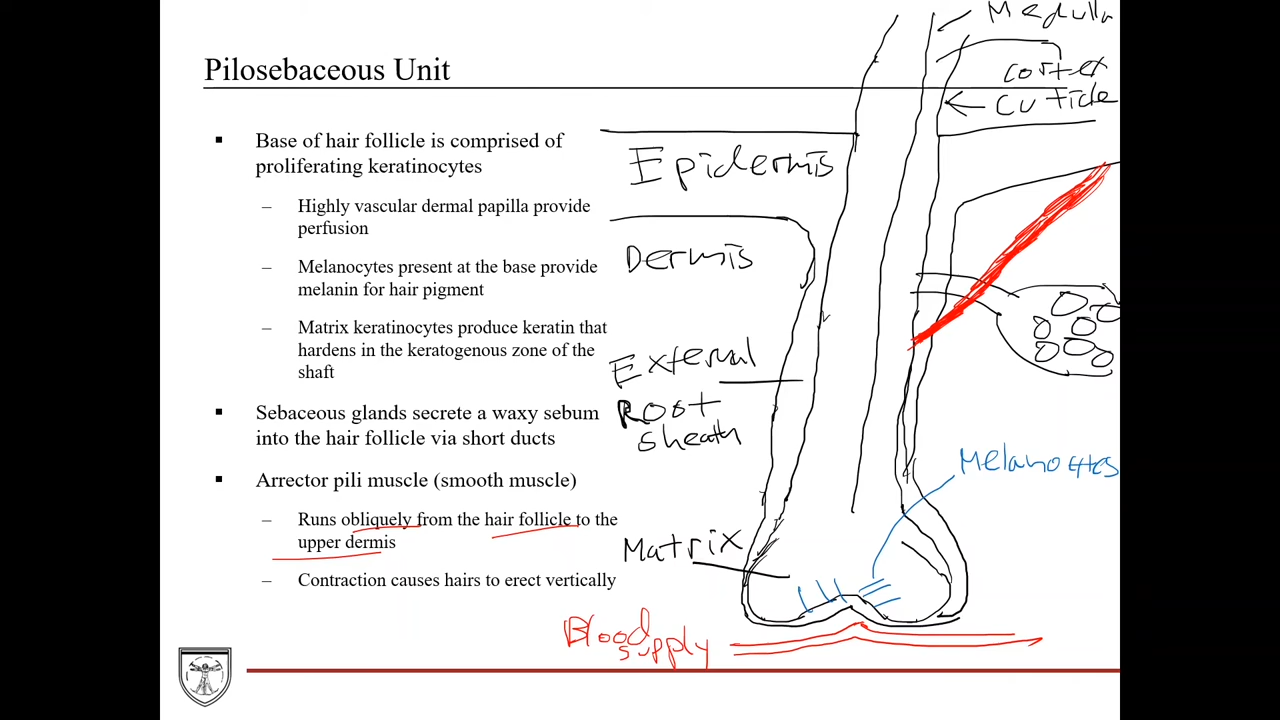 Pilosebaceous Unit
▪ Base of hair follicle is comprised of
proliferating keratinocytes
– Highly vascular dermal papilla provide
perfusion
– Melanocytes present at the base provide
melanin for hair pigment
– Matrix keratinocytes produce keratin that
hardens in the keratogenous zone of the
shaft
▪ Sebaceous glands secrete a waxy sebum
into the hair follicle via short ducts
▪ Arrector pili muscle (smooth muscle)
– Runs obliquely from the hair follicle to the
upper dermis
– Contraction causes hairs to erect vertically
Medulla
Cortex
Cuticle
Epidermis
Dermis
External
Root
Sheath
Melanocytes
Matrix
Blood
supply